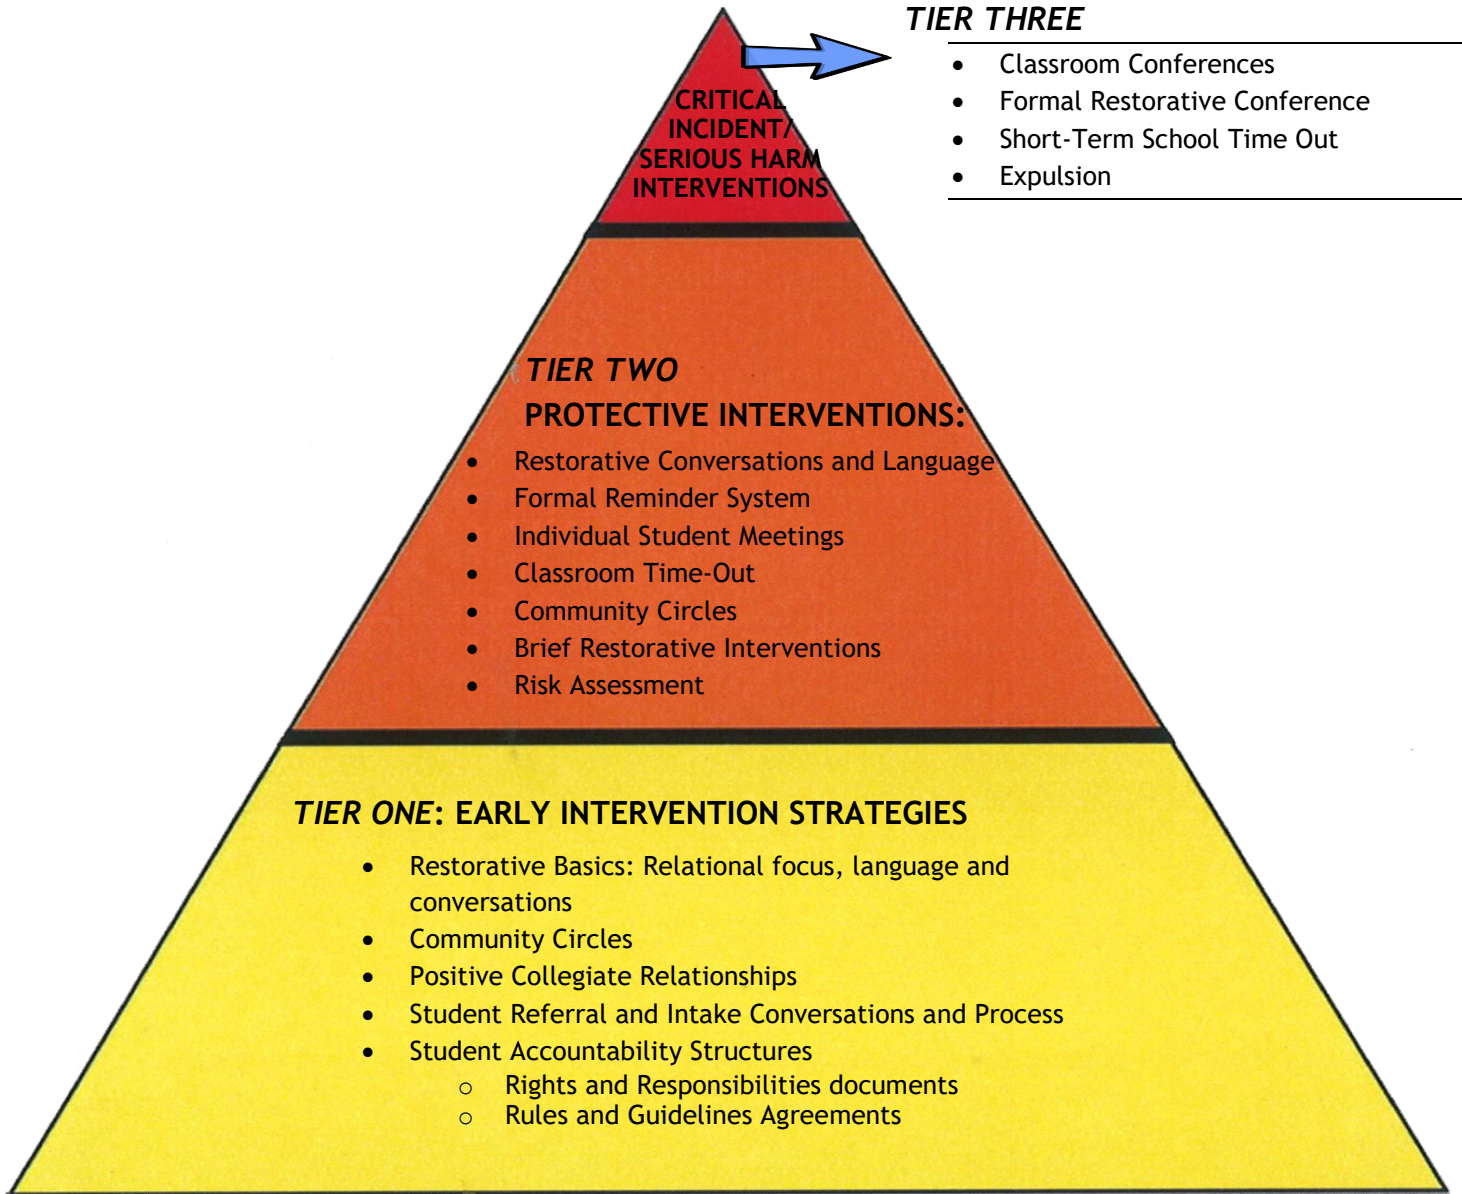 TIER THREE
• Classroom Conferences
• Formal Restorative Conference
• Short-Term School Time Out
• Expulsion
CRITICAL
INCIDENT/
SERIOUS HARM
INTERVENTIONS
TIER TWO
PROTECTIVE INTERVENTIONS:
• Restorative Conversations and Language
• Formal Reminder System
• Individual Student Meetings
• Classroom Time-Out
• Community Circles
• Brief Restorative Interventions
• Risk Assessment
TIER ONE: EARLY INTERVENTION STRATEGIES
• Restorative Basics: Relational focus, language and
conversations
• Community Circles
• Positive Collegiate Relationships
• Student Referral and Intake Conversations and Process
• Student Accountability Structures
o Rights and Responsibilities documents
o Rules and Guidelines Agreements